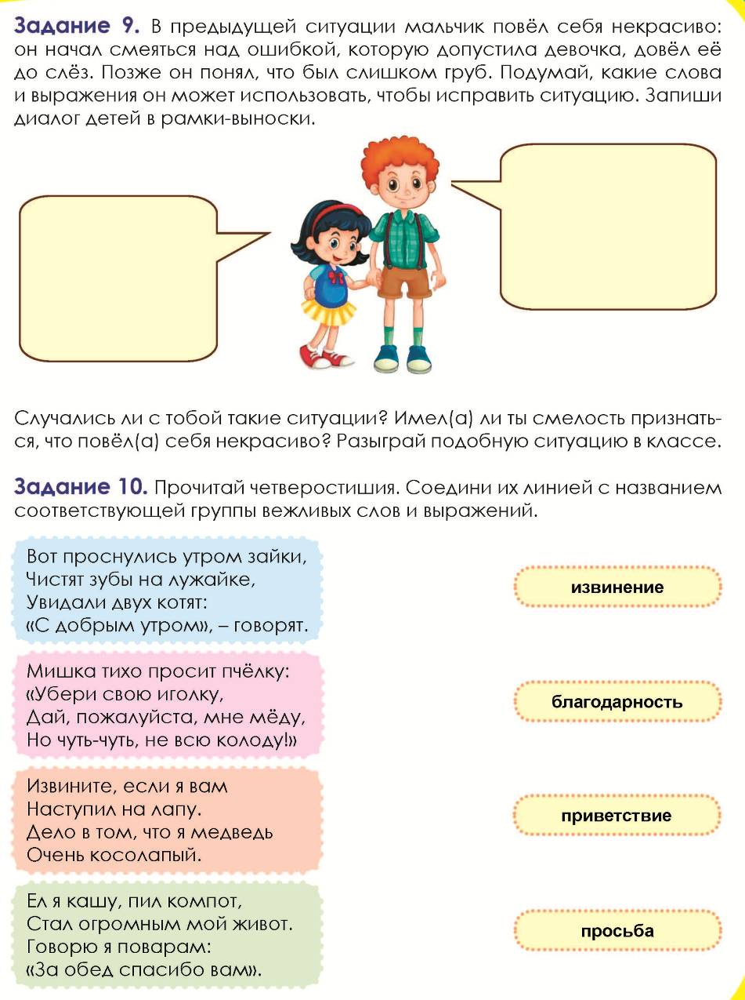 Задание 9. В предыдущей ситуации мальчик повёл себя некрасиво:
он начал смеяться над ошибкой, которую допустила девочка, довёл её
до слёз. Позже он понял, что был слишком груб. Подумай, какие слова
и выражения он может использовать, чтобы исправить ситуацию. Запиши
диалог детей в рамки-выноски.
Случались ли с тобой такие ситуации? Имел(а) ли ты смелость признать-
ся, что повёл(а) себя некрасиво? Разыграй подобную ситуацию в классе.
Задание 10. Прочитай четверостишия. Соедини их линией с названием
соответствующей группы вежливых слов и выражений.
Вот проснулись утром зайки,
Чистят зубы на лужайке,
Увидали двух котят:
«С добрым утром», – говорят.
извинение
Мишка тихо просит пчёлку:
«Убери свою иголку,
Дай, пожалуйста, мне мёду,
Но чуть-чуть, не всю колоду!»
благодарность
Извините, если я вам
Наступил на лапу.
Дело в том, что я медведь
Очень косолапый.
приветствие
Ел я кашу, пил компот,
Стал огромным мой живот.
Говорю я поварам:
«За обед спасибо вам».
просьба